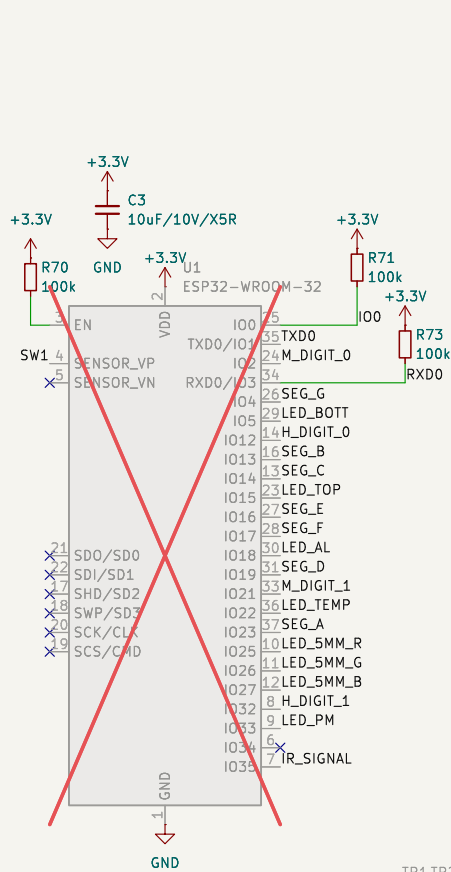 +3.3V
C3
10uF/10V/X5R
GND
+3.3V
R70
100k
+3.3V
U1
ESP32-WROOM-32
+3.3V
R71
100k
+3.3V
R73
100k
2
VDD
3 EN
SW1 4 SENSOR_VP
5 SENSOR_VN
21 SDO/SD0
22 SDI/SD1
17 SHD/SD2
18 SWP/SD3
20 SCK/CLK
19 SCS/CMD
IO0 25 IO0
TXD0/IO1 35 TXD0
IO2 24 M_DIGIT_0
RXD0/IO3 34 RXD0
IO4 26 SEG_G
IO5 29 LED_BOTT
IO12 14 H_DIGIT_0
IO13 16 SEG_B
IO14 13 SEG_C
IO15 23 LED_TOP
IO16 27 SEG_E
IO17 28 SEG_F
IO18 30 LED_AL
IO19 31 SEG_D
IO21 33 M_DIGIT_1
IO22 36 LED_TEMP
IO23 37 SEG_A
IO25 10 LED_5MM_R
IO26 11 LED_5MM_G
IO27 12 LED_5MM_B
IO32 8 H_DIGIT_1
IO33 9 LED_PM
IO34 6
IO35 7 IR_SIGNAL
GND
1
GND